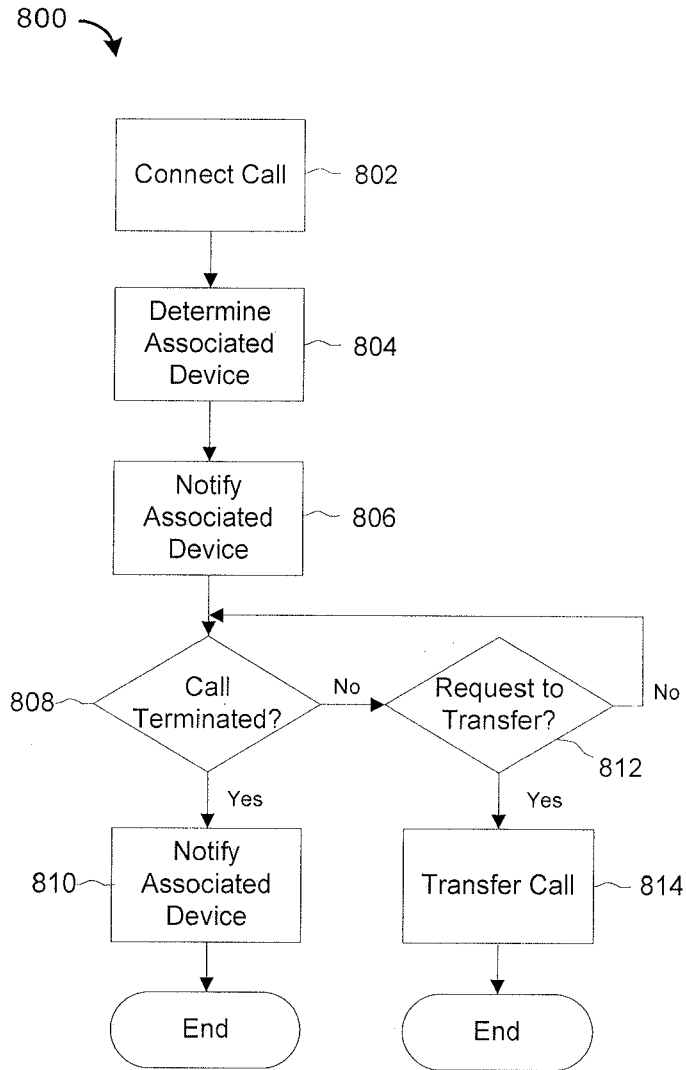 800
Connect Call
802
Determine
Associated
Device
804
Notify
Associated
Device
806
808
Call
Terminated?
No
Request to
Transfer?
No
812
Yes
Yes
810
Notify
Associated
Device
Transfer Call
814
End
End